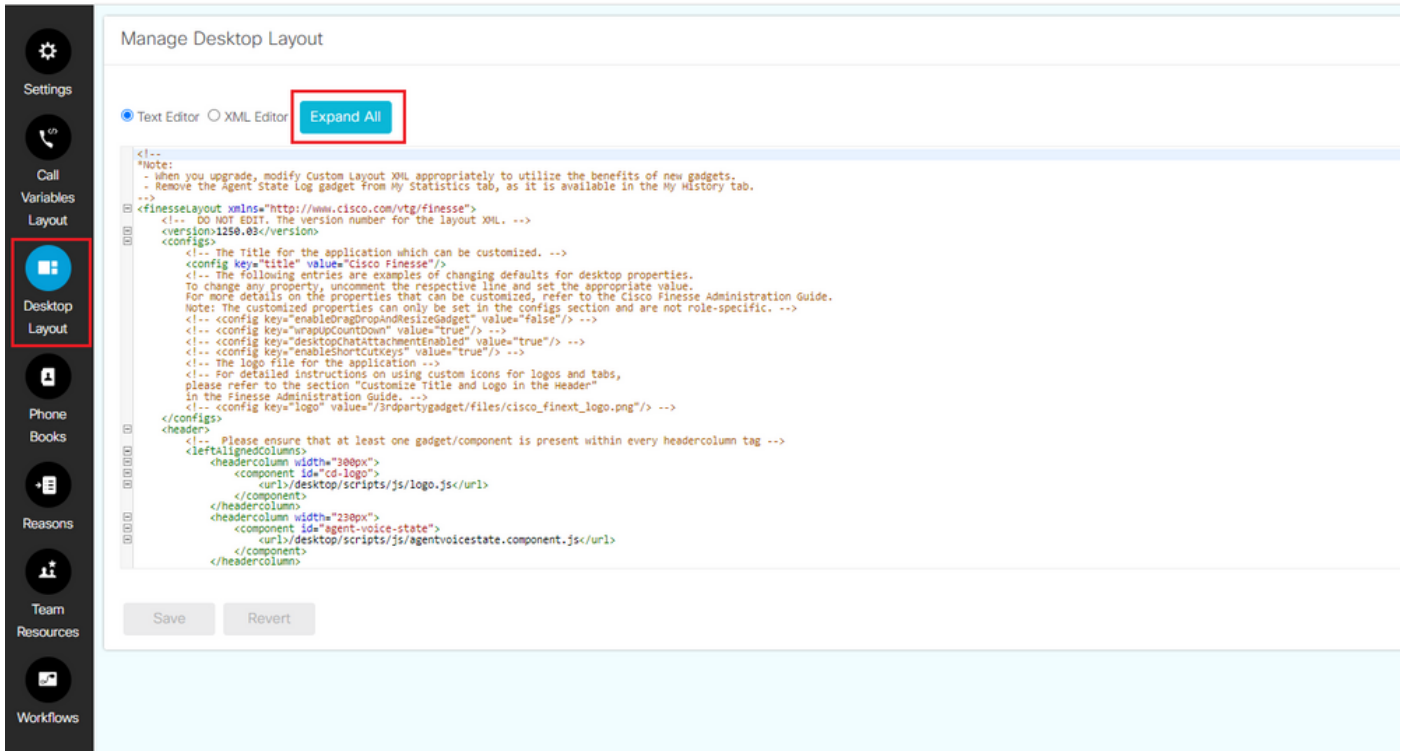 Manage Desktop Layout
Settings
Call
Variables
Layout
Desktop
Layout
Phone
Books
Reasons
Team
Resources
Workflows
Text Editor XML Editor Expand All
<!--
*Note:
- When you upgrade, modify Custom Layout XML appropriately to utilize the benefits of new gadgets.
- Remove the Agent State Log gadget from My Statistics tab, as it is available in the My History tab.
-->
<finesseLayout xmlns="http://www.cisco.com/vtg/finesse">
<!-- DO NOT EDIT. The version number for the layout XML. -->
<version>1250.03</version>
<configs>
<!-- The Title for the application which can be customized. -->
<config key="title" value="Cisco Finesse"/>
<!-- The following entries are examples of changing defaults for desktop properties.
To change any property, uncomment the respective line and set the appropriate value.
For more details on the properties that can be customized, refer to the Cisco Finesse Administration Guide.
Note: The customized properties can only be set in the configs section and are not role-specific. -->
<!-- <config key="enableDragDropAndResizeGadget" value="false"/> -->
<!-- <config key="wrapUpCountDown" value="true"/> -->
<!-- <config key="desktopChatAttachmentEnabled" value="true"/> -->
<!-- <config key="enableShortCutKeys" value="true"/> -->
<!-- The logo file for the application -->
<!-- For detailed instructions on using custom icons for logos and tabs,
please refer to the section "Customize Title and Logo in the Header"
in the Finesse Administration Guide. -->
<!-- <config key="logo" value="/3rdpartygadget/files/cisco_finext_logo.png"/> -->
</configs>
<header>
<!-- Please ensure that at least one gadget/component is present within every headercolumn tag -->
<leftAlignedColumns>
<headercolumn width="300px">
<component id="cd-logo">
<url>/desktop/scripts/js/logo.js</url>
</component>
</headercolumn>
<headercolumn width="230px">
<component id="agent-voice-state">
<url>/desktop/scripts/js/agentvoicestate.component.js</url>
</component>
</headercolumn>
Save Revert